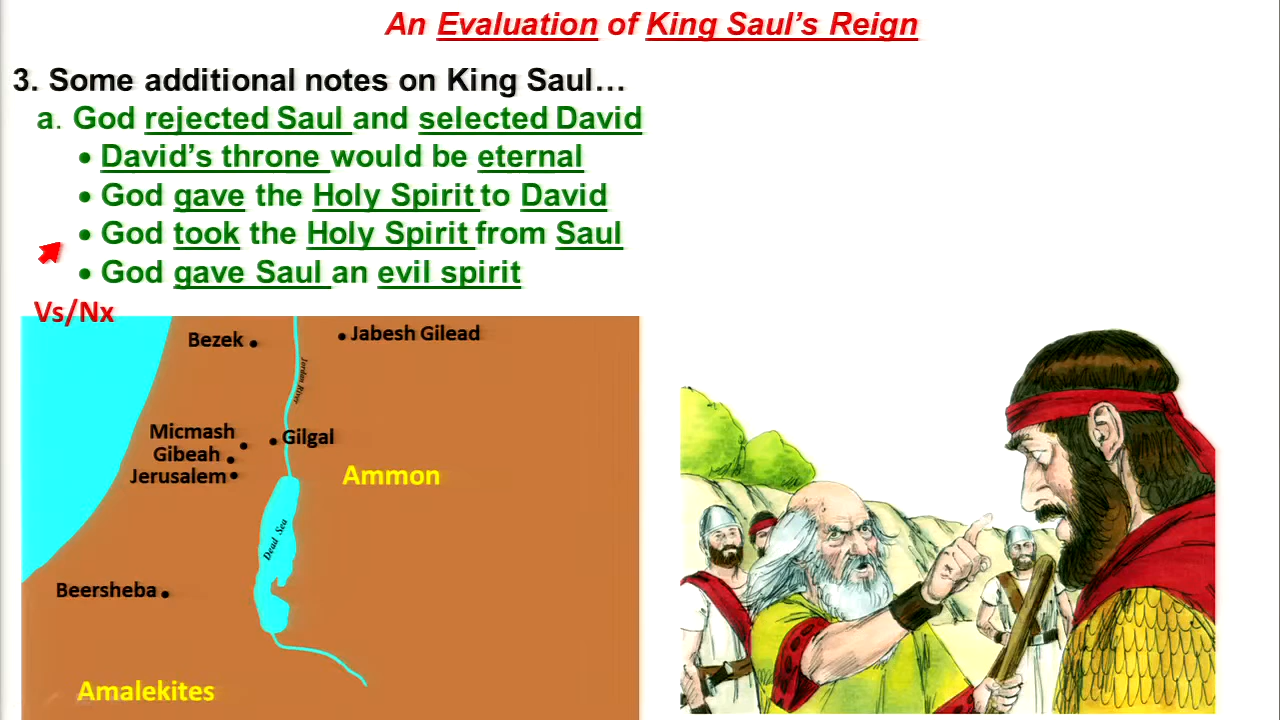 An Evaluation of King Saul's Reign
3. Some additional notes on King Saul…
a. God rejected Saul and selected David
• David's throne would be eternal
• God gave the Holy Spirit to David
• God took the Holy Spirit from Saul
• God gave Saul an evil spirit
Vs/Nx
Bezek
Jabesh Gilead
Jordan River
Micmash
Gilgal
Gibeah
Jerusalem
Ammon
Dead Sea
Beersheba
Amalekites